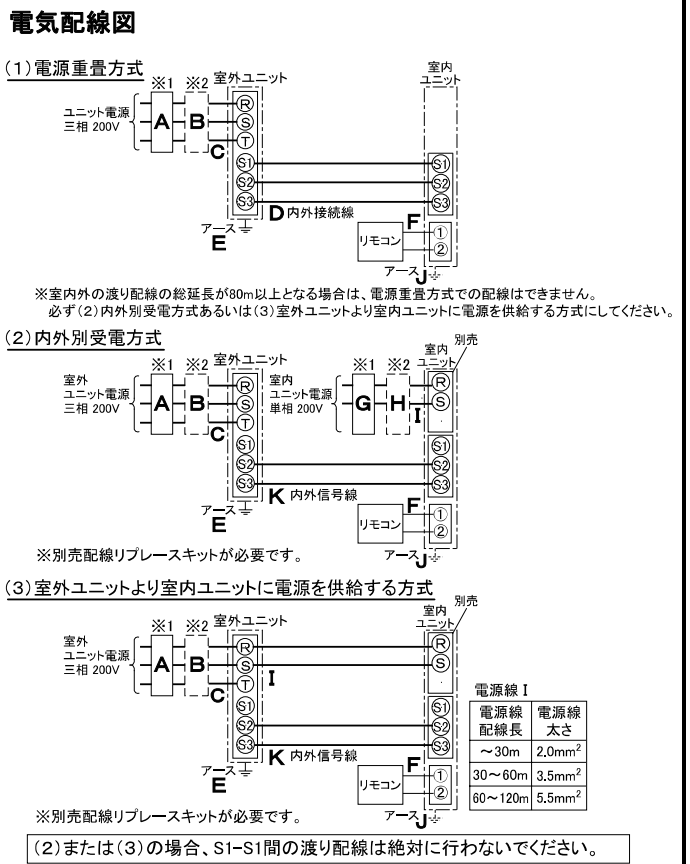 電気配線図
(1)電源重畳方式
※1 ※2 室外ユニット
室内
ユニット
ユニット電源
三相 200V
A
B
C
R
S
T
S1
S2
S3
S1
S2
S3
D 内外接続線
アース
E
リモコン
F
①
②
アース J
※室内外の渡り配線の総延長が80m以上となる場合は、電源重畳方式での配線はできません。
必ず(2)内外別受電方式あるいは(3)室外ユニットより室内ユニットに電源を供給する方式にしてください。
(2)内外別受電方式
別売
※1 ※2 室外ユニット
※1 ※2
室内
ユニット
室外
ユニット電源
三相 200V
A
B
C
R
S
T
S1
S2
S3
室内
ユニット電源
単相 200V
G
H
I
R
S
S1
S2
S3
K 内外信号線
アース
E
リモコン
F
①
②
アース J
※別売配線リプレースキットが必要です。
(3)室外ユニットより室内ユニットに電源を供給する方式
別売
※1 ※2 室外ユニット
室内
ユニット
室外
ユニット電源
三相 200V
A
B
C
R
S
T
S1
S2
S3
I
R
S
S1
S2
S3
K 内外信号線
アース
E
リモコン
F
①
②
アース J
電源線 I
電源線 電源線
配線長 太さ
～30m 2.0mm²
30～60m 3.5mm²
60～120m 5.5mm²
※別売配線リプレースキットが必要です。
(2)または(3)の場合、S1-S1間の渡り配線は絶対に行わないでください。